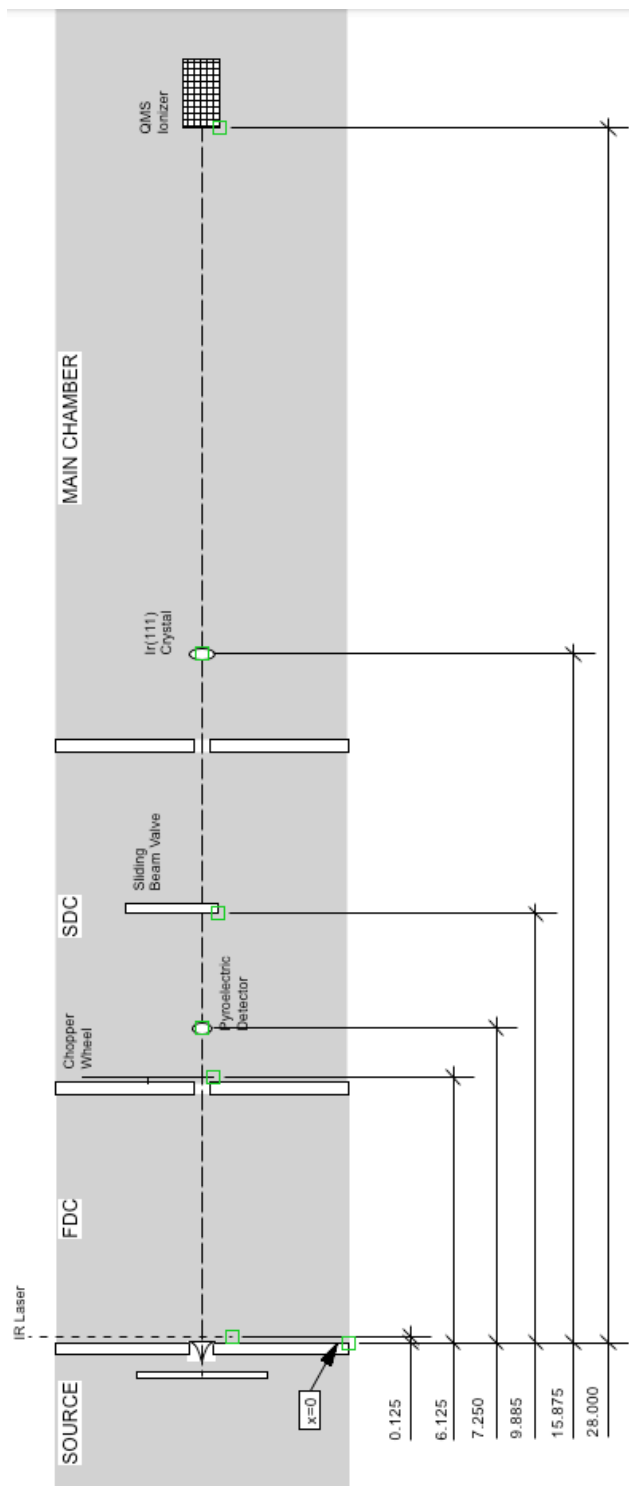 QMS
Ionizer
MAIN CHAMBER
Ir(111)
Crystal
Sliding
Beam Valve
SDC
Pyroelectric
Detector
Chopper
Wheel
FDC
IR Laser
SOURCE
x=0
0.125
6.125
7.250
9.885
15.875
28.000